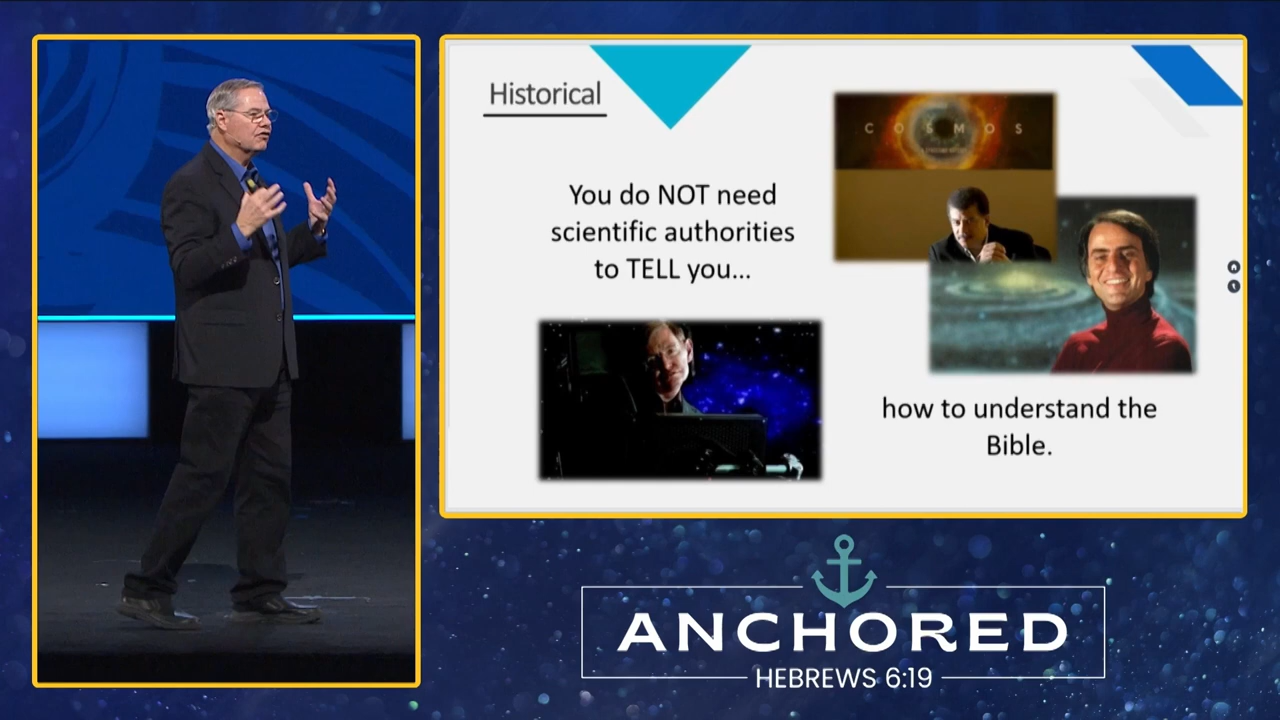 Historical
You do NOT need
scientific authorities
to TELL you...
COSMOS
how to understand the
Bible.
ANCHORED
HEBREWS 6:19